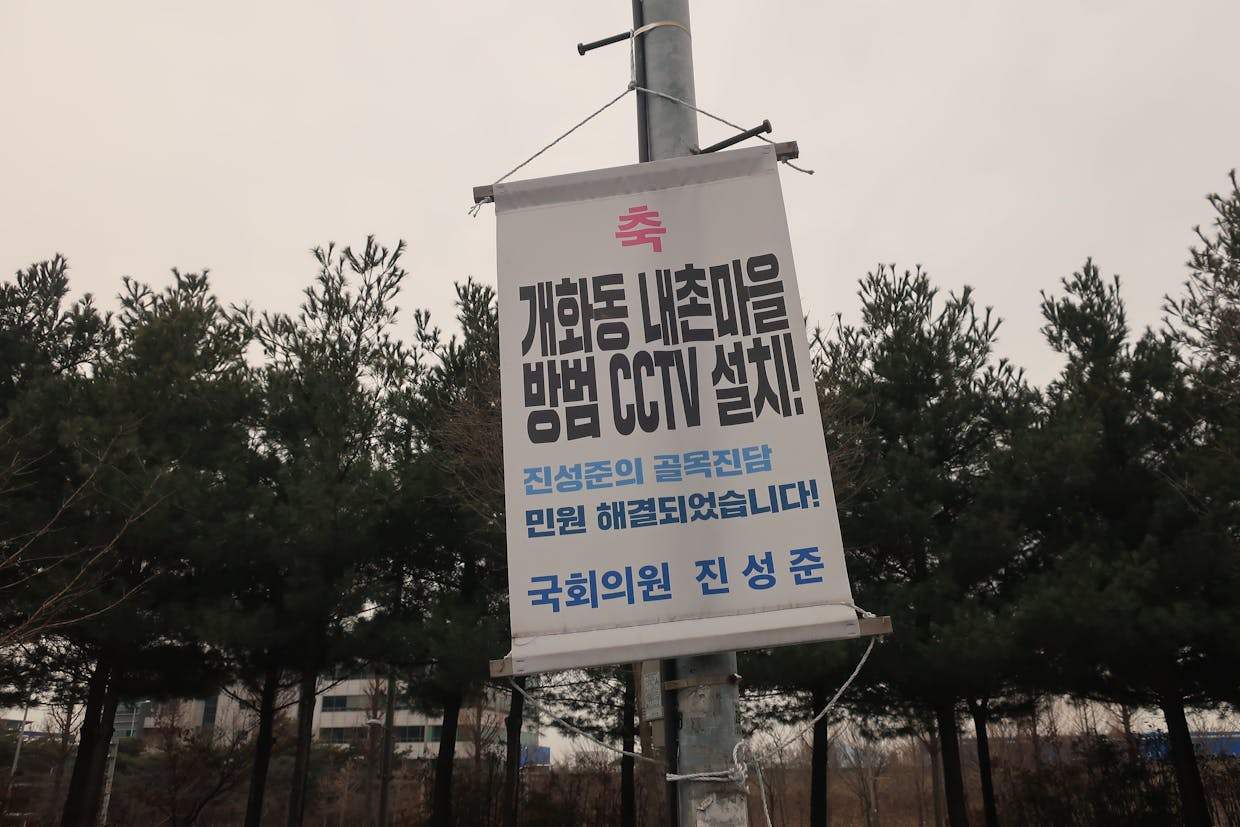 축
개화동 내촌마을
방범 CCTV 설치!
진성준의 골목진담
민원 해결되었습니다!
국회의원 진성준